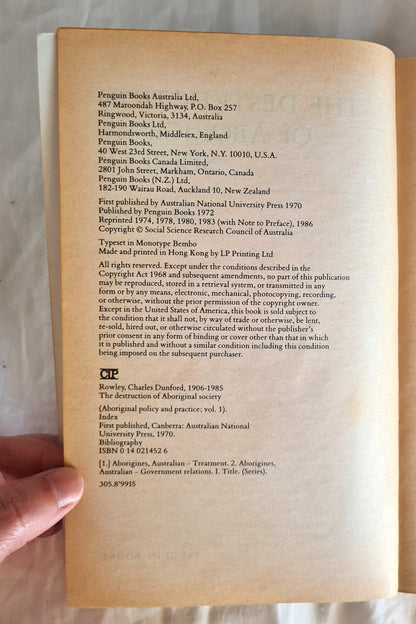 Penguin Books Australia Ltd,
487 Maroondah Highway, P.O. Box 257
Ringwood, Victoria, 3134, Australia
Penguin Books Ltd,
Harmondsworth, Middlesex, England
Penguin Books,
40 West 23rd Street, New York, N.Y. 10010, U.S.A.
Penguin Books Canada Limited,
2801 John Street, Markham, Ontario, Canada
Penguin Books (N.Z.) Ltd,
182-190 Wairau Road, Auckland 10, New Zealand
First published by Australian National University Press 1970
Published by Penguin Books 1972
Reprinted 1974, 1978, 1980, 1983 (with Note to Preface), 1986
Copyright © Social Science Research Council of Australia
Typeset in Monotype Bembo
Made and printed in Hong Kong by LP Printing Ltd
All rights reserved. Except under the conditions described in the
Copyright Act 1968 and subsequent amendments, no part of this publication
may be reproduced, stored in a retrieval system, or transmitted in any
form or by any means, electronic, mechanical, photocopying, recording,
or otherwise, without the prior permission of the copyright owner.
Except in the United States of America, this book is sold subject to
the condition that it shall not, by way of trade or otherwise, be lent,
re-sold, hired out, or otherwise circulated without the publisher's
prior consent in any form of binding or cover other than that in which
it is published and without a similar condition including this condition
being imposed on the subsequent purchaser.
CIP
Rowley, Charles Dunford, 1906-1985
The destruction of Aboriginal society
(Aboriginal policy and practice; vol. 1).
Index
First published, Canberra: Australian National
University Press, 1970.
Bibliography
ISBN 0 14 021452 6
[1.] Aborigines, Australian – Treatment. 2. Aborigines,
Australian – Government relations. I. Title. (Series).
305.8'9915